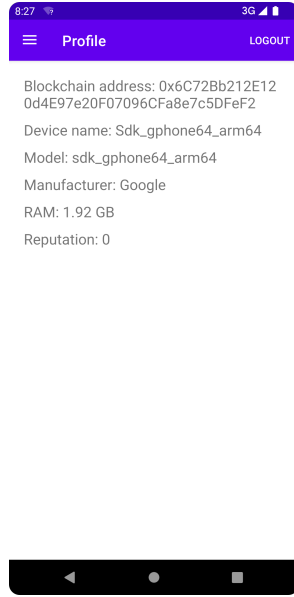 8:27
3G
Profile
LOGOUT
Blockchain address: 0x6C72Bb212E12
0d4E97e20F07096CFa8e7c5DFeF2
Device name: Sdk_gphone64_arm64
Model: sdk_gphone64_arm64
Manufacturer: Google
RAM: 1.92 GB
Reputation: 0